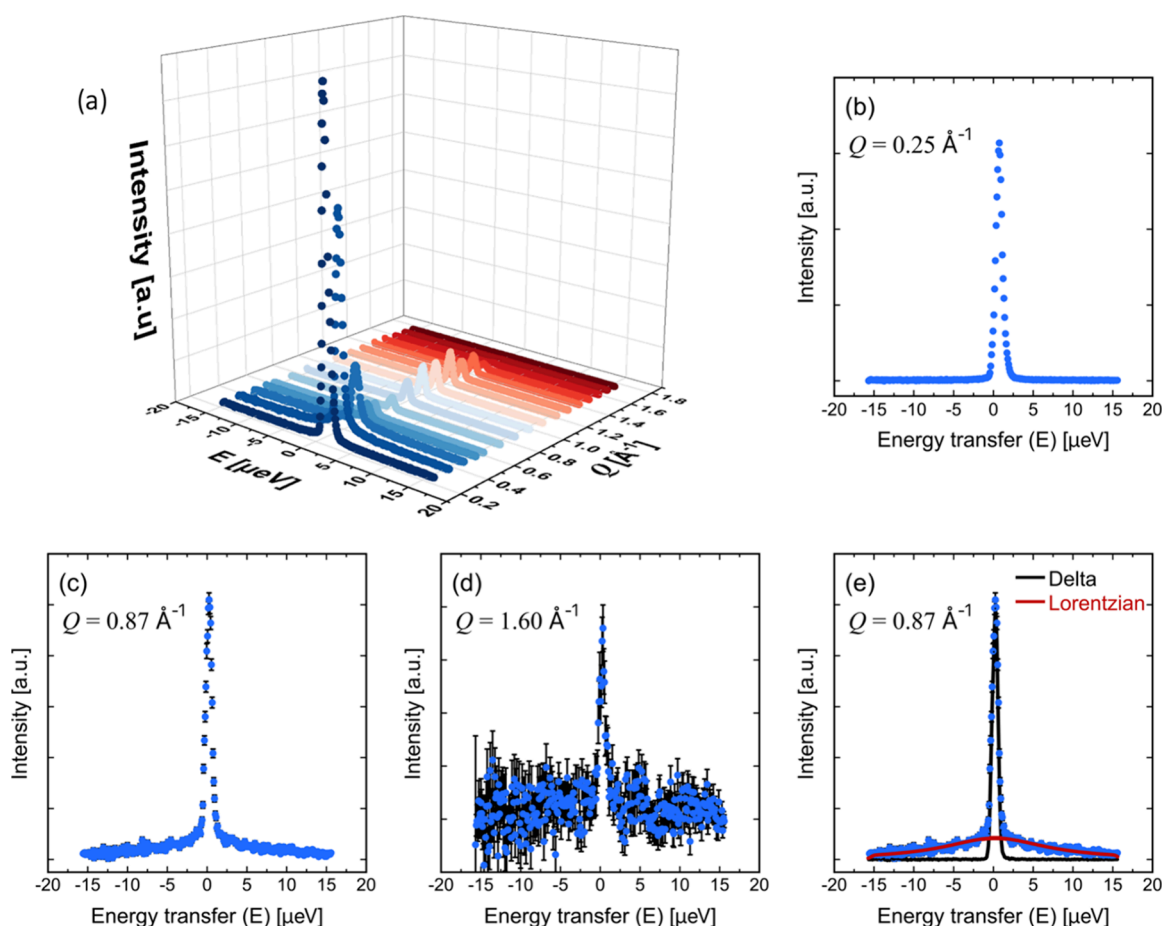 (a)
Intensity [a.u]
-20
-15
-10
-5
0
5
10
15
20
E [µeV]
0.2
0.4
0.6
0.8
1.0
1.2
1.4
1.6
1.8
Q [Å-1]
(b)
Q = 0.25 Å⁻¹
Intensity [a.u.]
-20 -15 -10 -5 0 5 10 15 20
Energy transfer (E) [µeV]
(c)
Q = 0.87 Å⁻¹
Intensity [a.u.]
-20 -15 -10 -5 0 5 10 15 20
Energy transfer (E) [µeV]
(d)
Q = 1.60 Å⁻¹
Intensity [a.u.]
-20 -15 -10 -5 0 5 10 15 20
Energy transfer (E) [µeV]
(e)
Q = 0.87 Å⁻¹
Delta
Lorentzian
Intensity [a.u.]
-20 -15 -10 -5 0 5 10 15 20
Energy transfer (E) [µeV]